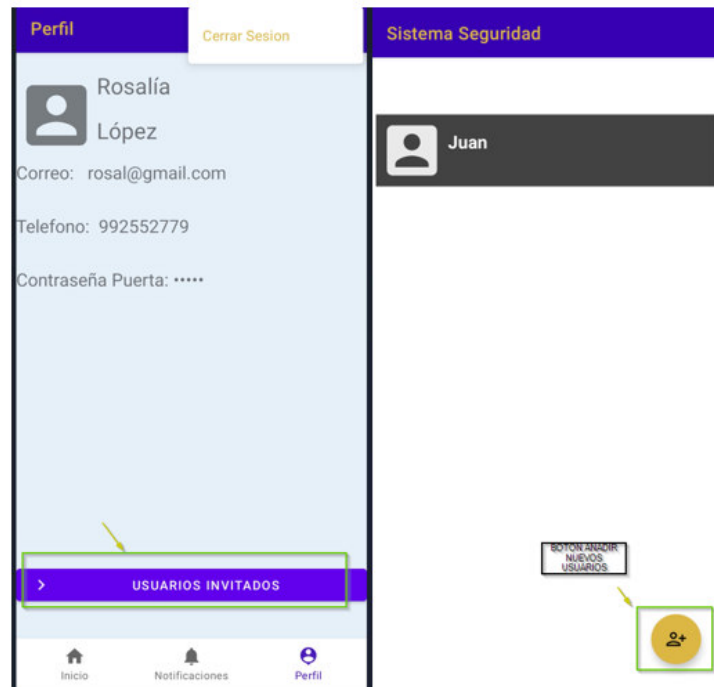 Perfil
Cerrar Sesion
Rosalía
López
Correo: rosal@gmail.com
Telefono: 992552779
Contraseña Puerta: •••••
USUARIOS INVITADOS
Inicio
Notificaciones
Perfil
Sistema Seguridad
Juan
BOTON AÑADIR
NUEVOS
USUARIOS